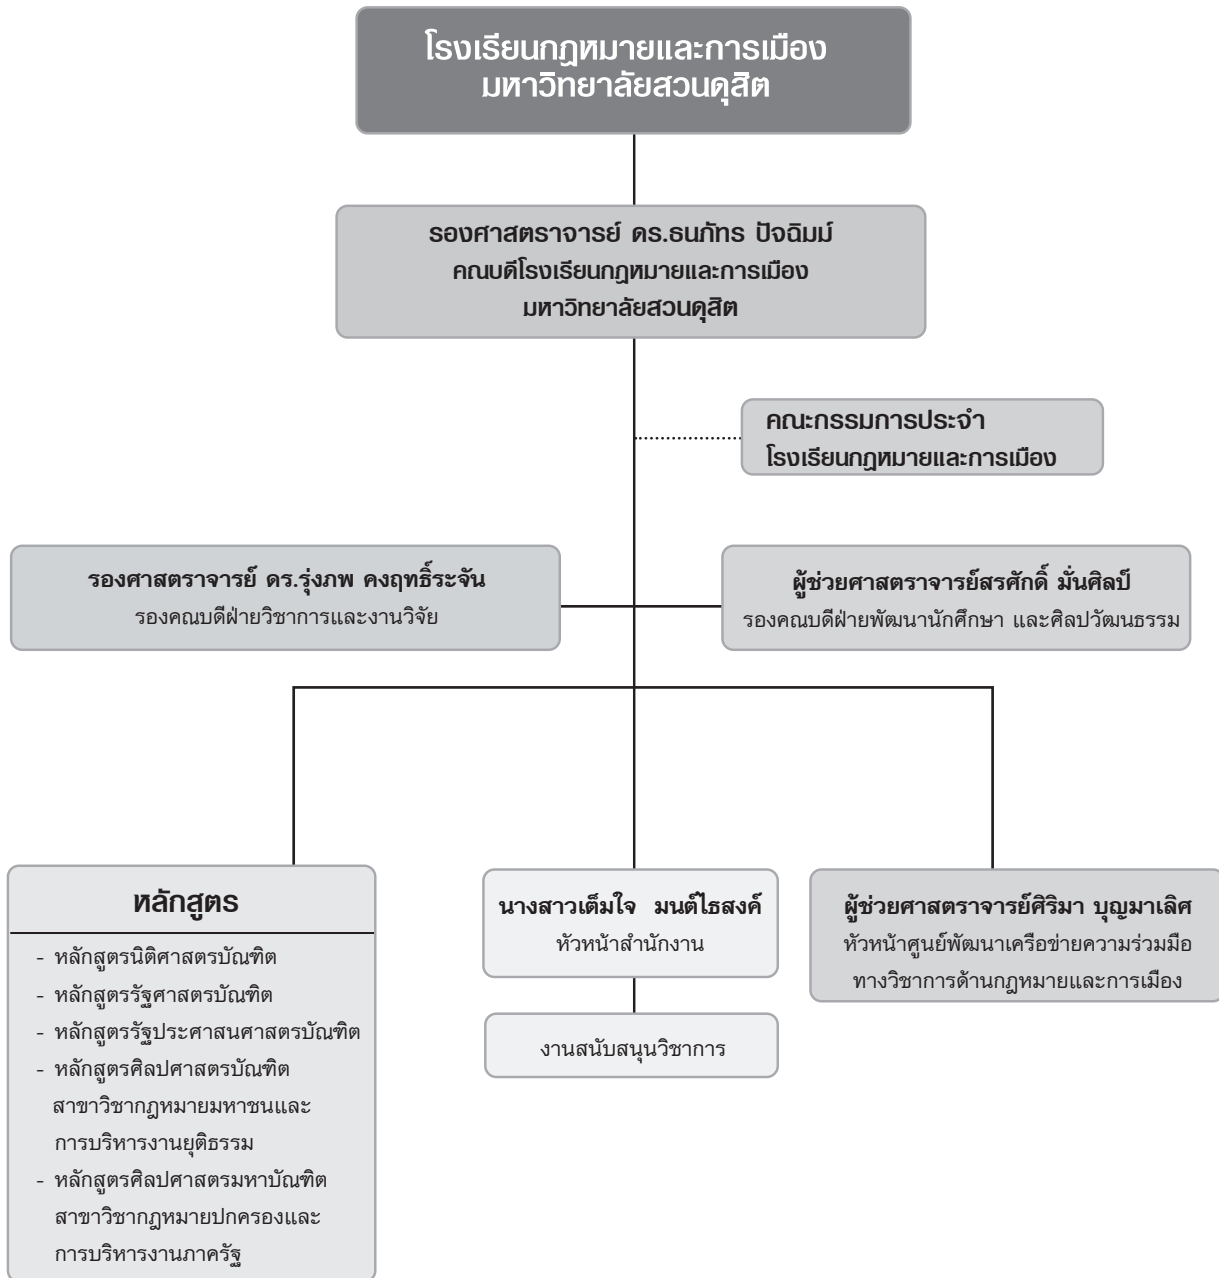 โรงเรียนกฎหมายและการเมือง
มหาวิทยาลัยสวนดุสิต
รองศาสตราจารย์ ดร.ธนภัทร ปัจฉิมม์
คณบดีโรงเรียนกฎหมายและการเมือง
มหาวิทยาลัยสวนดุสิต
คณะกรรมการประจำ
โรงเรียนกฎหมายและการเมือง
รองศาสตราจารย์ ดร.รุ่งภพ คงฤทธิ์ระจัน
รองคณบดีฝ่ายวิชาการและงานวิจัย
ผู้ช่วยศาสตราจารย์สรศักดิ์ มั่นศิลป์
รองคณบดีฝ่ายพัฒนานักศึกษา และศิลปวัฒนธรรม
หลักสูตร
- หลักสูตรนิติศาสตรบัณฑิต
- หลักสูตรรัฐศาสตรบัณฑิต
- หลักสูตรรัฐประศาสนศาสตรบัณฑิต
- หลักสูตรศิลปศาสตรบัณฑิต
สาขาวิชากฎหมายมหาชนและ
การบริหารงานยุติธรรม
- หลักสูตรศิลปศาสตรมหาบัณฑิต
สาขาวิชากฎหมายปกครองและ
การบริหารงานภาครัฐ
นางสาวเต็มใจ มนต์ไธสงค์
หัวหน้าสำนักงาน
งานสนับสนุนวิชาการ
ผู้ช่วยศาสตราจารย์ศิริมา บุญมาเลิศ
หัวหน้าศูนย์พัฒนาเครือข่ายความร่วมมือ
ทางวิชาการด้านกฎหมายและการเมือง